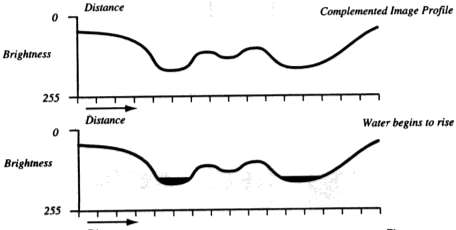 Distance
0
Complemented Image Profile
Brightness
255
Distance
0
Water begins to rise
Brightness
255